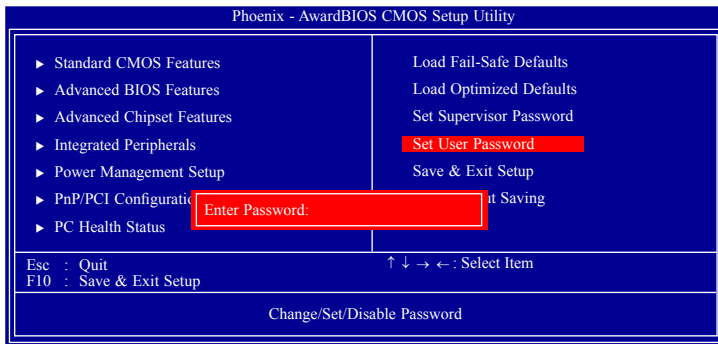 Phoenix - AwardBIOS CMOS Setup Utility
► Standard CMOS Features
► Advanced BIOS Features
► Advanced Chipset Features
► Integrated Peripherals
► Power Management Setup
► PnP/PCI
► PC Health Status
Load Fail-Safe Defaults
Load Optimized Defaults
Set Supervisor Password
Set User Password
Save & Exit Setup
Saving
Enter Password:
Esc : Quit
F10 : Save & Exit Setup
↑ ↓ → ← : Select Item
Change/Set/Disable Password